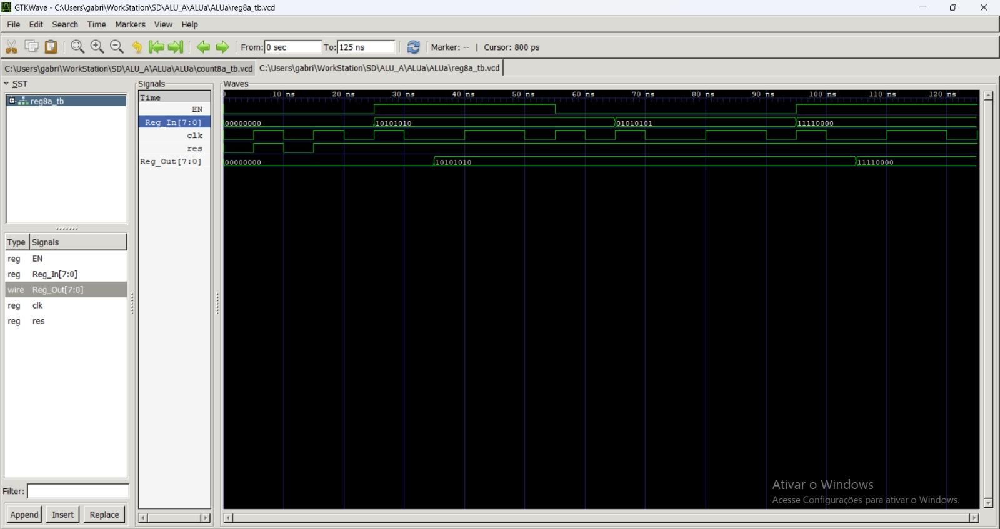 GTKWave - C:\Users\gabri\WorkStation\SD\ALU_A\ALUa\ALUa\reg8a_tb.vcd
File Edit Search Time Markers View Help
From: 0 sec To: 125 ns Marker: -- | Cursor: 800 ps
C:\Users\gabri\WorkStation\SD\ALU_A\ALUa\ALUa\count8a_tb.vcd C:\Users\gabri\WorkStation\SD\ALU_A\ALUa\ALUa\reg8a_tb.vcd
SST
reg8a_tb
Type Signals
reg EN
reg Reg_In[7:0]
wire Reg_Out[7:0]
reg clk
reg res
Filter:
Append Insert Replace
Signals
Time
EN
Reg_In[7:0]
clk
res
Reg_Out[7:0]
Waves
0 10 ns 20 ns 30 ns 40 ns 50 ns 60 ns 70 ns 80 ns 90 ns 100 ns 110 ns 120 ns
00000000 10101010 01010101 11110000
00000000 10101010 11110000
Ativar o Windows
Acesse Configurações para ativar o Windows.